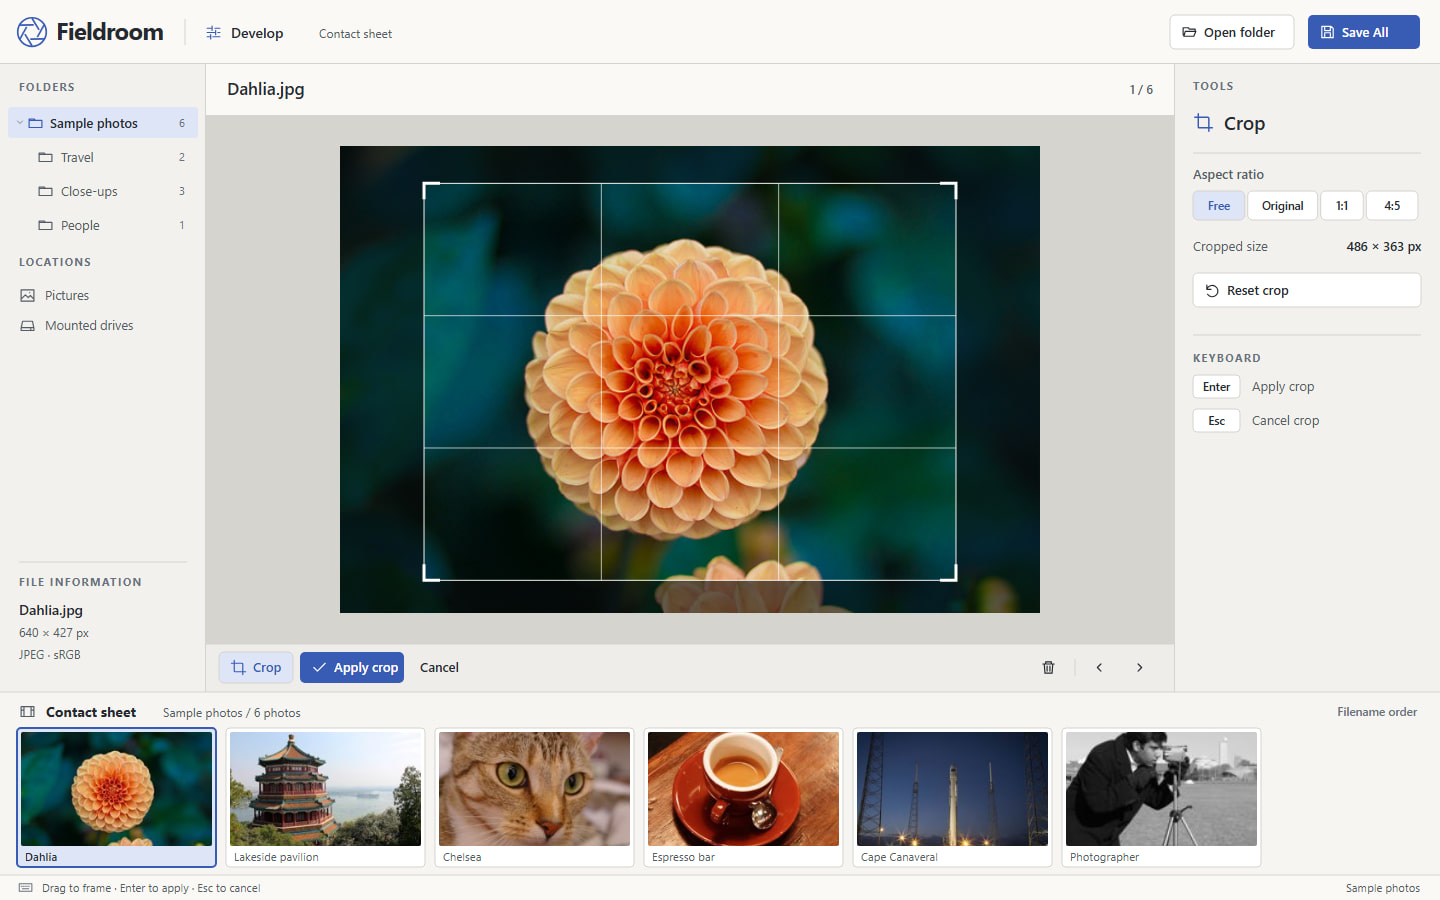 Fieldroom
Develop
Contact sheet
Open folder
Save All
FOLDERS
Sample photos 6
Travel 2
Close-ups 3
People 1
LOCATIONS
Pictures
Mounted drives
FILE INFORMATION
Dahlia.jpg
640 × 427 px
JPEG · sRGB
Dahlia.jpg
1 / 6
Crop
Apply crop
Cancel
TOOLS
Crop
Aspect ratio
Free
Original
1:1
4:5
Cropped size 486 × 363 px
Reset crop
KEYBOARD
Enter Apply crop
Esc Cancel crop
Contact sheet
Sample photos / 6 photos
Filename order
Dahlia
Lakeside pavilion
Chelsea
Espresso bar
Cape Canaveral
Photographer
Drag to frame · Enter to apply · Esc to cancel
Sample photos